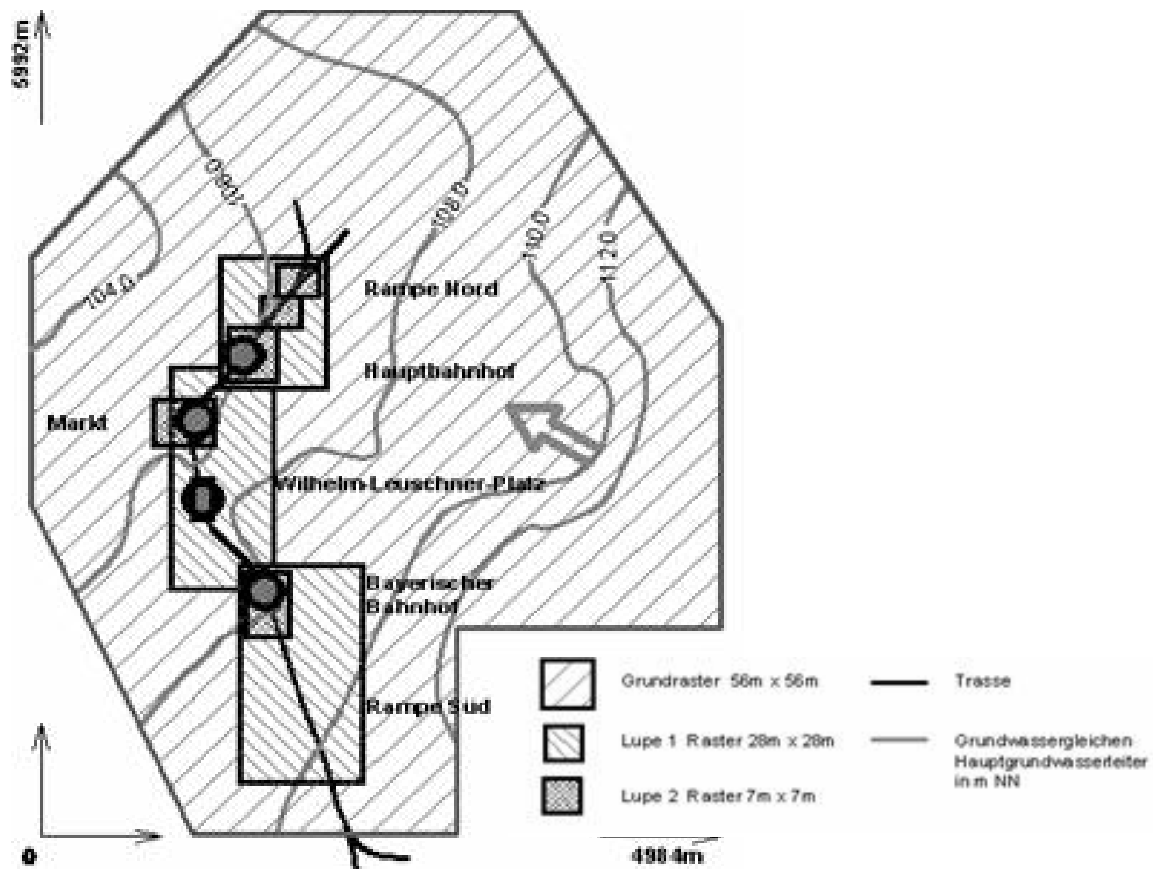 5992m
106.0
108.0
110.0
112.0
104.0
Rampe Nord
Hauptbahnhof
Markt
Wilhelm-Leuschner-Platz
Bayerischer
Bahnhof
Rampe Süd
Grundraster 56m x 56m
Trasse
Lupe 1 Raster 28m x 28m
Grundwassergleichen
Hauptgrundwasserleiter
in m NN
Lupe 2 Raster 7m x 7m
0
4984m